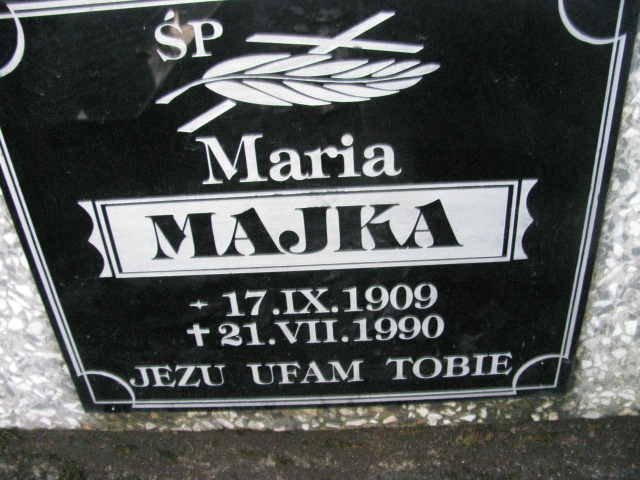 ŚP
Maria
MAJKA
17.IX.1909
✝ 21.VII.1990
JEZU UFAM TOBIE